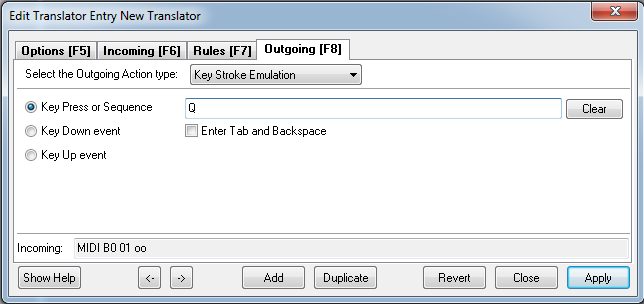 Edit Translator Entry New Translator
Options [F5] Incoming [F6] Rules [F7] Outgoing [F8]
Select the Outgoing Action type: Key Stroke Emulation
Key Press or Sequence Q Clear
Key Down event Enter Tab and Backspace
Key Up event
Incoming: MIDI B0 01 oo
Show Help <- -> Add Duplicate Revert Close Apply